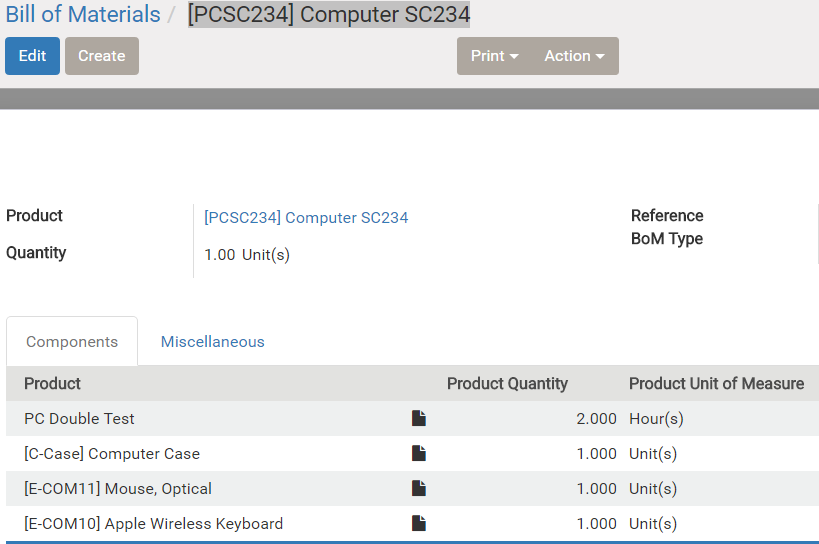 Bill of Materials / [PCSC234] Computer SC234
Edit Create Print Action
Product [PCSC234] Computer SC234 Reference
BoM Type
Quantity 1.00 Unit(s)
Components Miscellaneous
Product Product Quantity Product Unit of Measure
PC Double Test 2.000 Hour(s)
[C-Case] Computer Case 1.000 Unit(s)
[E-COM11] Mouse, Optical 1.000 Unit(s)
[E-COM10] Apple Wireless Keyboard 1.000 Unit(s)